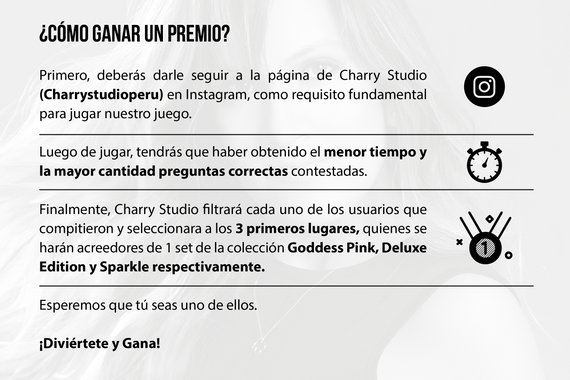 ¿CÓMO GANAR UN PREMIO?
Primero, deberás darle seguir a la página de Charry Studio
(Charrystudioperu) en Instagram, como requisito fundamental
para jugar nuestro juego.
Luego de jugar, tendrás que haber obtenido el menor tiempo y
la mayor cantidad preguntas correctas contestadas.
Finalmente, Charry Studio filtrará cada uno de los usuarios que
compitieron y seleccionara a los 3 primeros lugares, quienes se
harán acreedores de 1 set de la colección Goddess Pink, Deluxe
Edition y Sparkle respectivamente.
1
Esperemos que tú seas uno de ellos.
¡Diviértete y Gana!